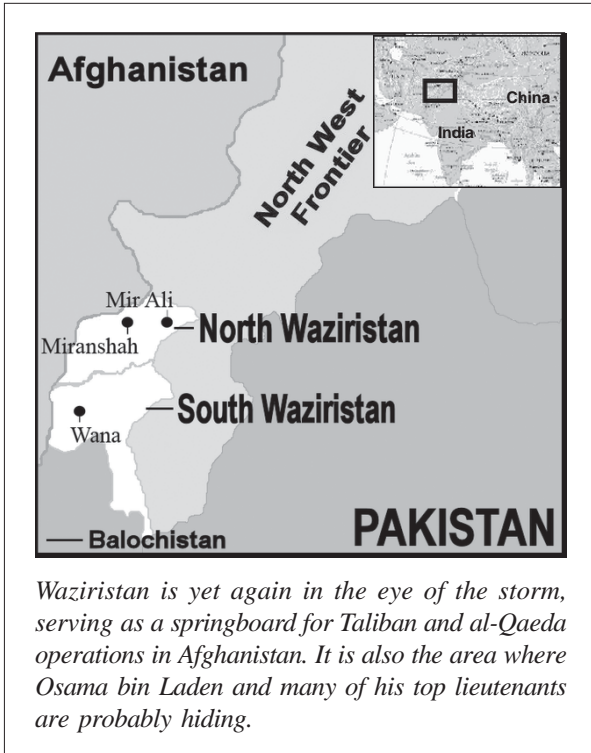 Afghanistan
North West
Frontier
China
India
Mir Ali
North Waziristan
Miranshah
South Waziristan
Wana
PAKISTAN
Balochistan
Waziristan is yet again in the eye of the storm,
serving as a springboard for Taliban and al-Qaeda
operations in Afghanistan. It is also the area where
Osama bin Laden and many of his top lieutenants
are probably hiding.